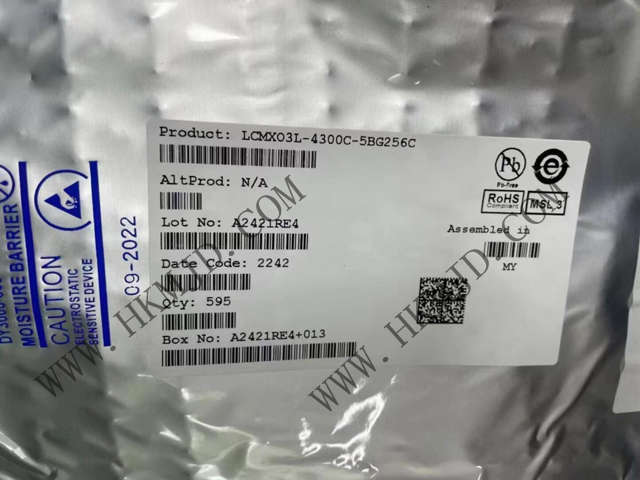 Product: LCMXO3L-4300C-5BG256C
AltProd: N/A
Lot No: A2421RE4
Date Code: 2242
Qty: 595
Box No: A2421RE4+013
Pb
Pb-Free
e
RoHS
Compliant
MSL 3
Assembled in
MY
MOISTURE BARRIER
CAUTION
ELECTROSTATIC
SENSITIVE DEVICE
09-2022
WWW.HKMJD.COM
WWW.HKMJD.COM